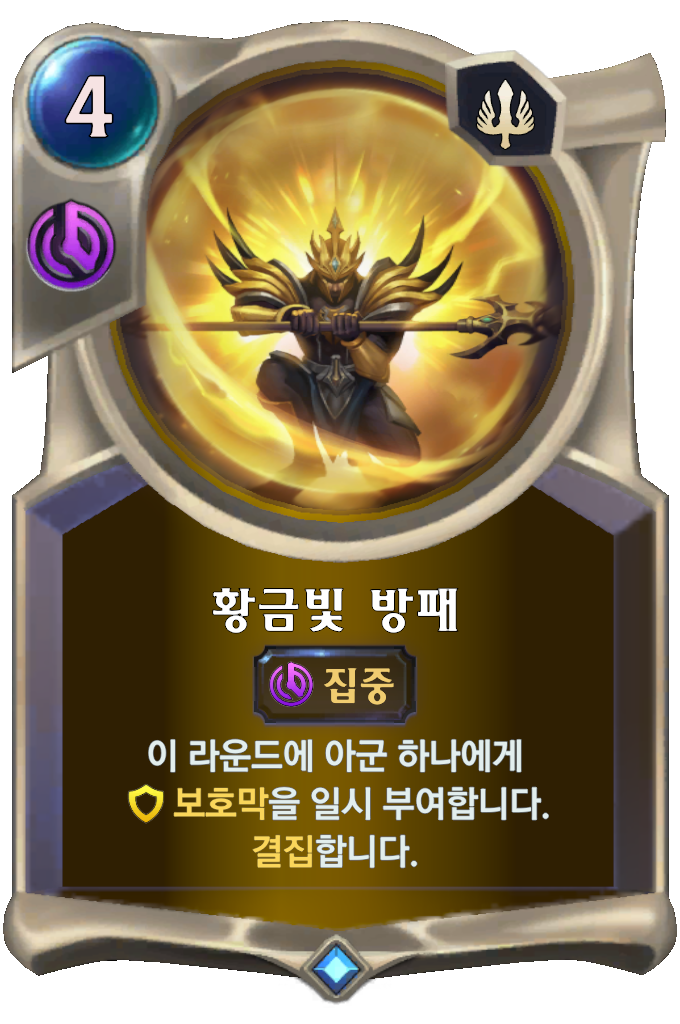 4
황금빛 방패
집중
이 라운드에 아군 하나에게
보호막을 일시 부여합니다.
결집합니다.